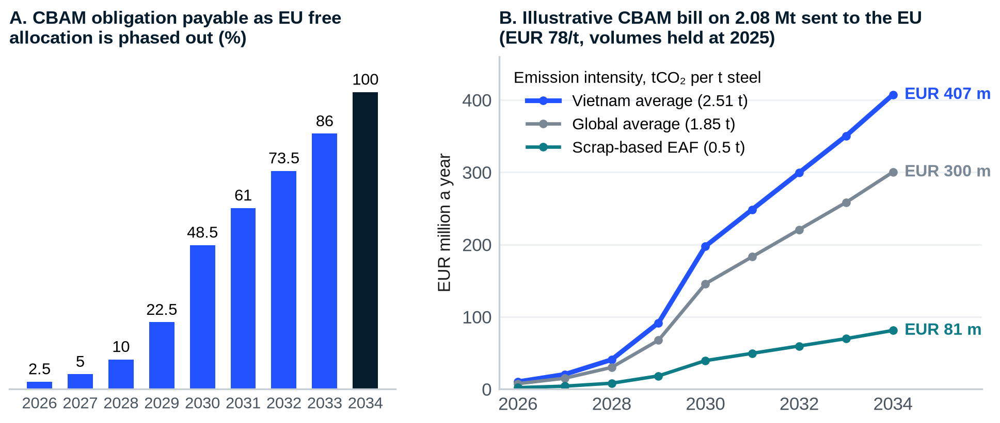 A. CBAM obligation payable as EU free
allocation is phased out (%)
2.5
5
10
22.5
48.5
61
73.5
86
100
2026 2027 2028 2029 2030 2031 2032 2033 2034
B. Illustrative CBAM bill on 2.08 Mt sent to the EU
(EUR 78/t, volumes held at 2025)
EUR million a year
400
300
200
100
0
Emission intensity, tCO₂ per t steel
Vietnam average (2.51 t)
Global average (1.85 t)
Scrap-based EAF (0.5 t)
EUR 407 m
EUR 300 m
EUR 81 m
2026 2028 2030 2032 2034